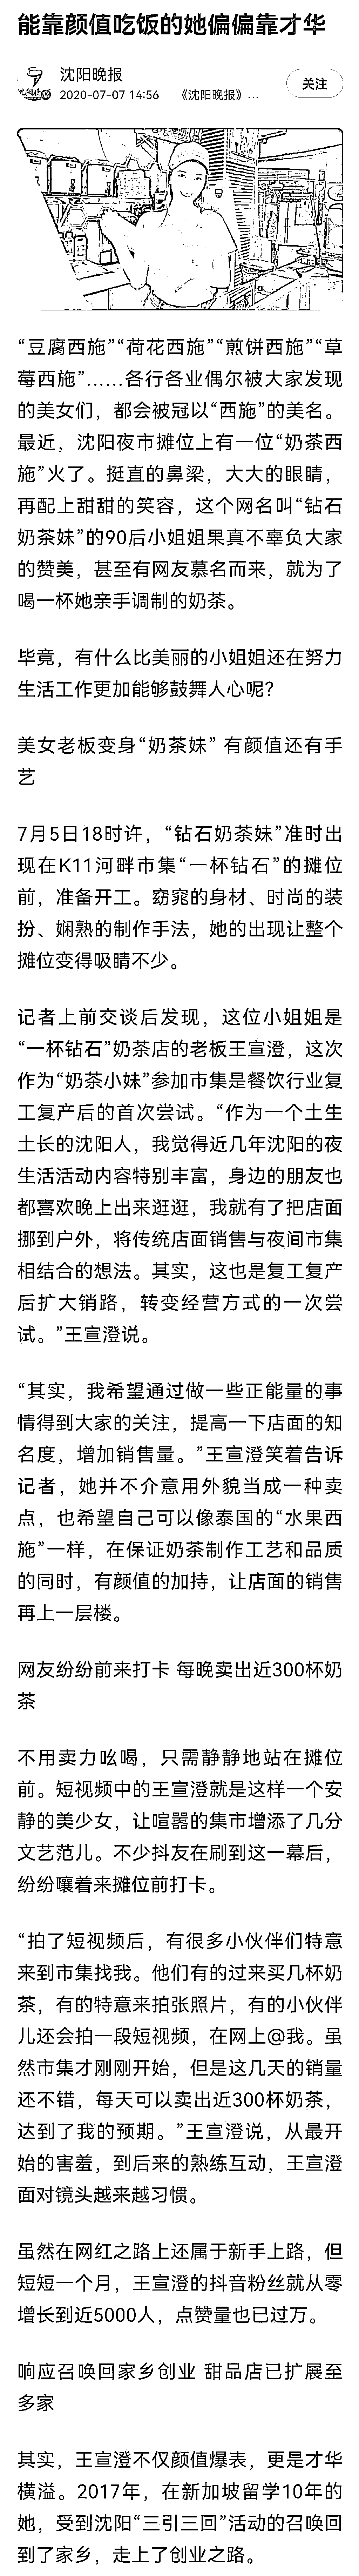 能靠颜值吃饭的她偏偏靠才华
沈阳晚报
2020-07-07 14:56 《沈阳晚报》...
关注
“豆腐西施”“荷花西施”“煎饼西施”“草
莓西施”……各行各业偶尔被大家发现
的美女们，都会被冠以“西施”的美名。
最近，沈阳夜市摊位上有一位“奶茶西
施”火了。挺直的鼻梁，大大的眼睛，
再配上甜甜的笑容，这个网名叫“钻石
奶茶妹”的90后小姐姐果真不辜负大家
的赞美，甚至有网友慕名而来，就为了
喝一杯她亲手调制的奶茶。
毕竟，有什么比美丽的小姐姐还在努力
生活工作更加能够鼓舞人心呢？
美女老板变身“奶茶妹” 有颜值还有手
艺
7月5日18时许，“钻石奶茶妹”准时出
现在K11河畔市集“一杯钻石”的摊位
前，准备开工。窈窕的身材、时尚的装
扮、娴熟的制作手法，她的出现让整个
摊位变得吸睛不少。
记者上前交谈后发现，这位小姐姐是
“一杯钻石”奶茶店的老板王宣澄，这次
作为“奶茶小妹”参加市集是餐饮行业复
工复产后的首次尝试。“作为一个土生
土长的沈阳人，我觉得近几年沈阳的夜
生活活动内容特别丰富，身边的朋友也
都喜欢晚上出来逛逛，我就有了把店面
挪到户外，将传统店面销售与夜间市集
相结合的想法。其实，这也是复工复产
后扩大销路，转变经营方式的一次尝
试。”王宣澄说。
“其实，我希望通过做一些正能量的事
情得到大家的关注，提高一下店面的知
名度，增加销售量。”王宣澄笑着告诉
记者，她并不介意用外貌当成一种卖
点，也希望自己可以像泰国的“水果西
施”一样，在保证奶茶制作工艺和品质
的同时，有颜值的加持，让店面的销售
再上一层楼。
网友纷纷前来打卡 每晚卖出近300杯奶
茶
不用卖力吆喝，只需静静地站在摊位
前。短视频中的王宣澄就是这样一个安
静的美少女，让喧嚣的集市增添了几分
文艺范儿。不少抖友在刷到这一幕后，
纷纷嚷着来摊位前打卡。
“拍了短视频后，有很多小伙伴们特意
来到市集找我。他们有的过来买几杯奶
茶，有的特意来拍张照片，有的小伙伴
儿还会拍一段短视频，在网上@我。虽
然市集才刚刚开始，但是这几天的销量
还不错，每天可以卖出近300杯奶茶，
达到了我的预期。”王宣澄说，从最开
始的害羞，到后来的熟练互动，王宣澄
面对镜头越来越习惯。
虽然在网红之路上还属于新手上路，但
短短一个月，王宣澄的抖音粉丝就从零
增长到近5000人，点赞量也已过万。
响应召唤回家乡创业 甜品店已扩展至
多家
其实，王宣澄不仅颜值爆表，更是才华
横溢。2017年，在新加坡留学10年的
她，受到沈阳“三引三回”活动的召唤回
到了家乡，走上了创业之路。